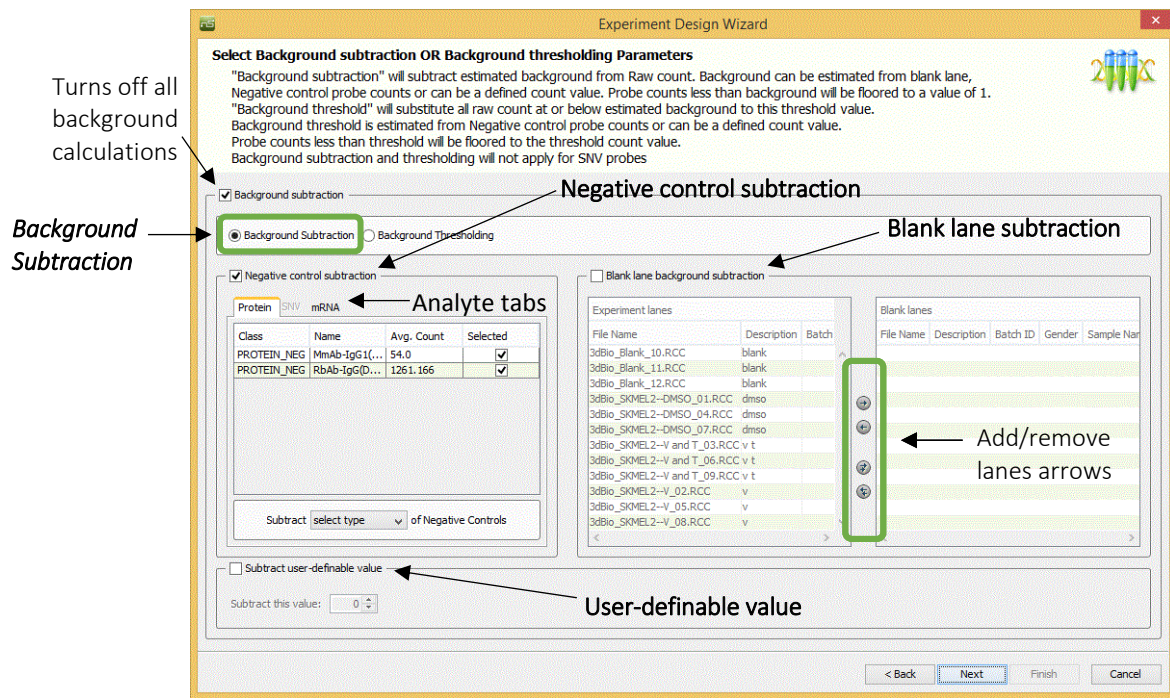 Experiment Design Wizard
Select Background subtraction OR Background thresholding Parameters
"Background subtraction" will subtract estimated background from Raw count. Background can be estimated from blank lane,
Negative control probe counts or can be a defined count value. Probe counts less than background will be floored to a value of 1.
"Background threshold" will substitute all raw count at or below estimated background to this threshold value.
Background threshold is estimated from Negative control probe counts or can be a defined count value.
Probe counts less than threshold will be floored to the threshold count value.
Background subtraction and thresholding will not apply for SNV probes
Turns off all
background
calculations
Background subtraction
Negative control subtraction
Background
Subtraction
Background Subtraction
Background Thresholding
Blank lane subtraction
Negative control subtraction
Protein SNV mRNA
Analyte tabs
Class Name Avg. Count Selected
PROTEIN_NEG MmAb-IgG1(... 54.0
PROTEIN_NEG RbAb-IgG(D... 1261.166
Subtract select type of Negative Controls
Blank lane background subtraction
Experiment lanes
File Name Description Batch
3dBio_Blank_10.RCC blank
3dBio_Blank_11.RCC blank
3dBio_Blank_12.RCC blank
3dBio_SKMEL2--DMSO_01.RCC dmso
3dBio_SKMEL2--DMSO_04.RCC dmso
3dBio_SKMEL2--DMSO_07.RCC dmso
3dBio_SKMEL2--V and T_03.RCC v t
3dBio_SKMEL2--V and T_06.RCC v t
3dBio_SKMEL2--V and T_09.RCC v t
3dBio_SKMEL2--V_02.RCC v
3dBio_SKMEL2--V_05.RCC v
3dBio_SKMEL2--V_08.RCC v
Blank lanes
File Name Description Batch ID Gender Sample Nar
Add/remove
lanes arrows
Subtract user-definable value
Subtract this value: 0
User-definable value
< Back Next Finish Cancel